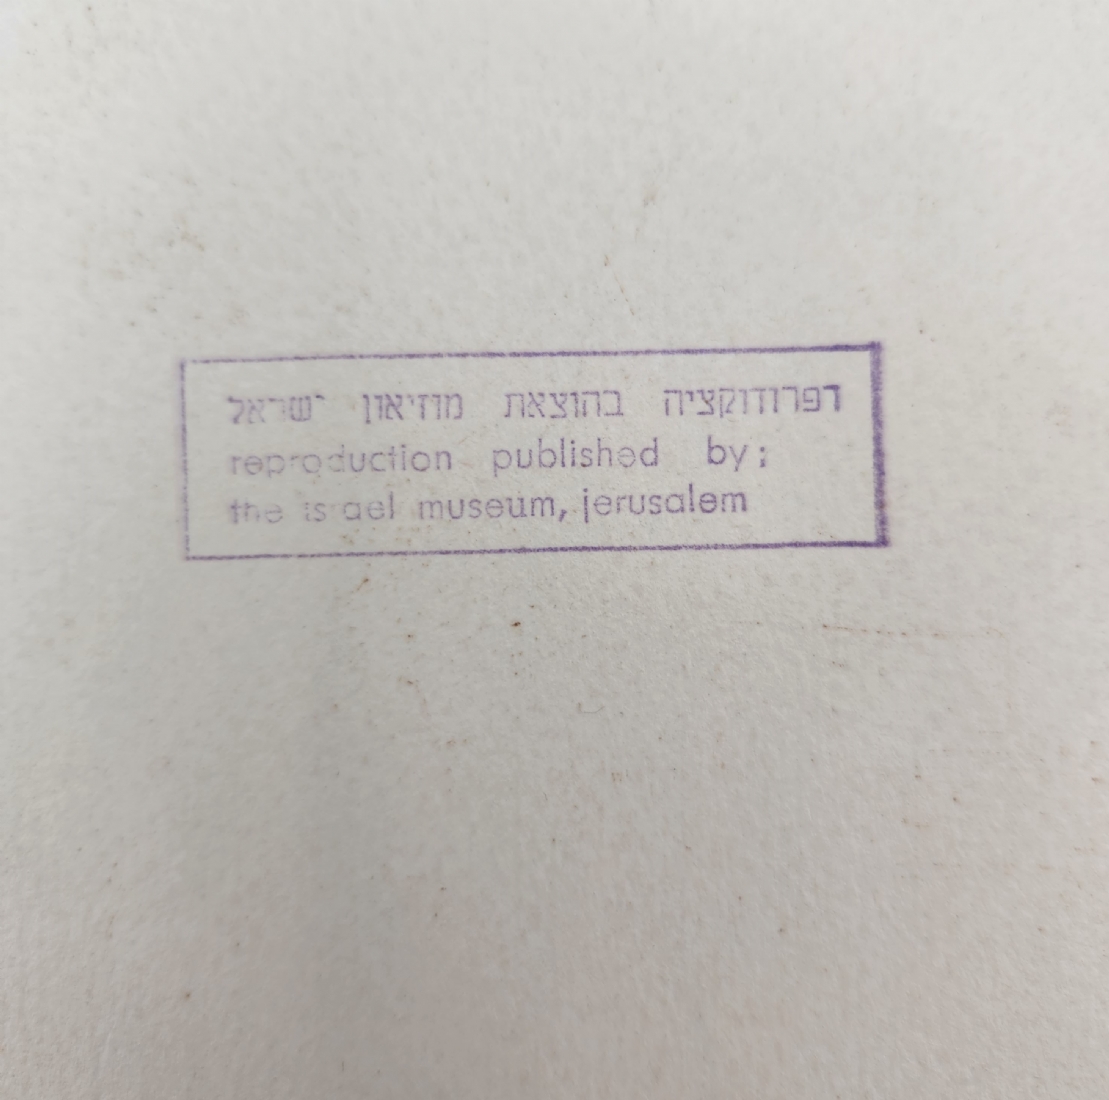 רפרודוקציה בהוצאת מוזיאון ישראל
reproduction published by;
the israel museum, jerusalem